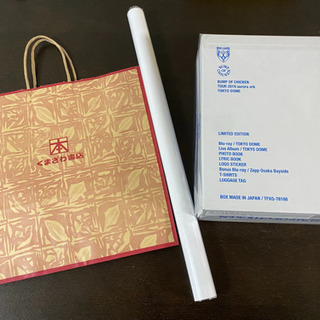 本
くまざわ書店
BUMP OF CHICKEN
TOUR 2019 aurora ark
TOKYO DOME
LIMITED EDITION
Blu-ray / TOKYO DOME
Live Album / TOKYO DOME
PHOTO BOOK
LYRIC BOOK
LOGO STICKER
Bonus Blu-ray / Zepp Osaka Bayside
T-SHIRTS
LUGGAGE TAG
BOX MADE IN JAPAN / TFXQ-78186